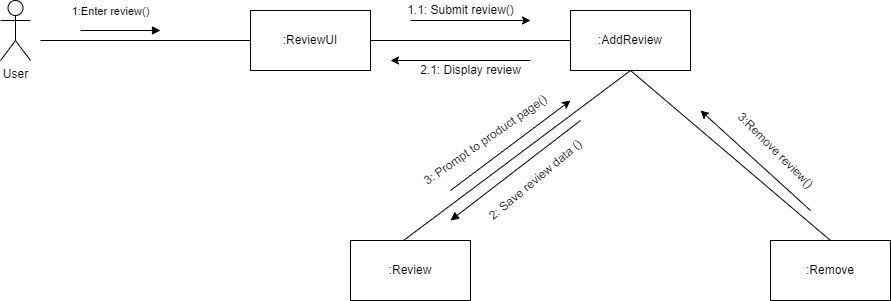 1:Enter review()
1.1: Submit review()
:ReviewUI
:AddReview
User
2.1: Display review
3: Prompt to product page()
2: Save review data ()
3:Remove review()
:Review
:Remove